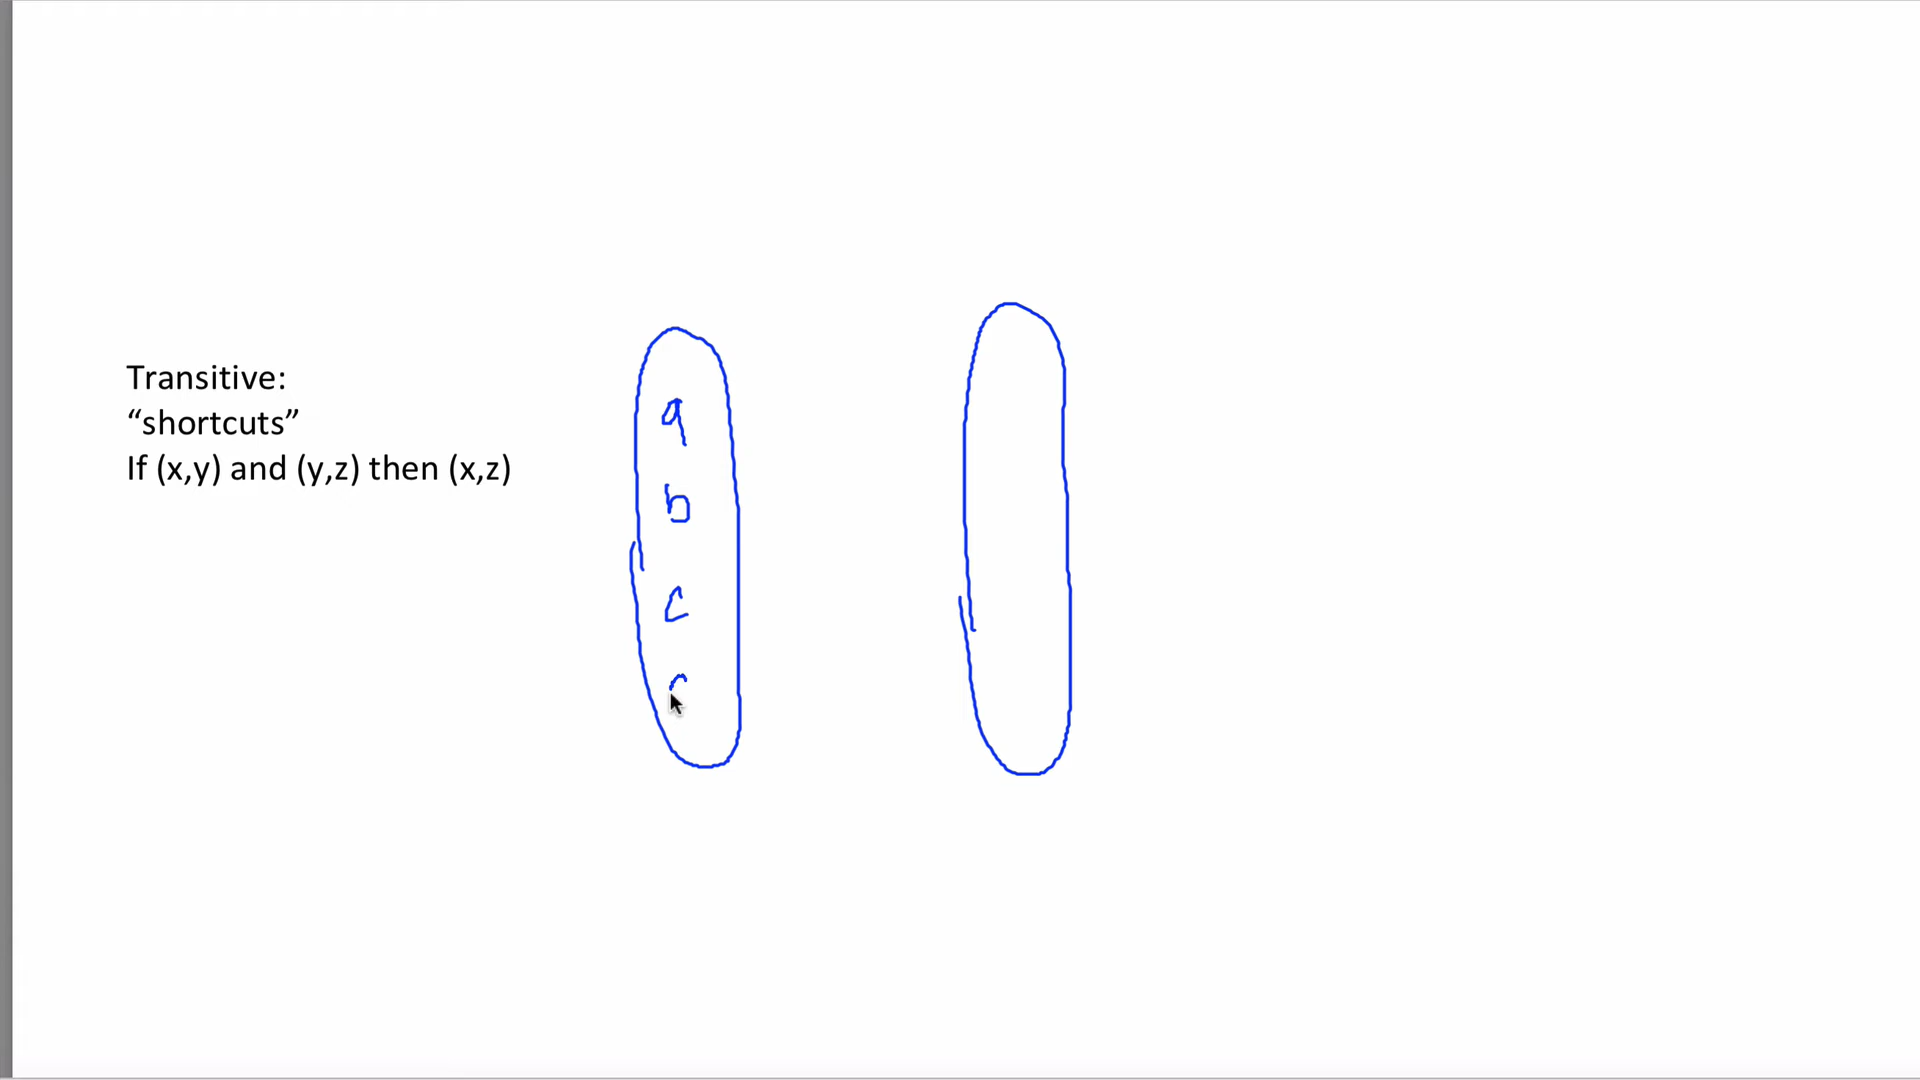 Transitive:
“shortcuts”
If (x,y) and (y,z) then (x,z)
a
b
c